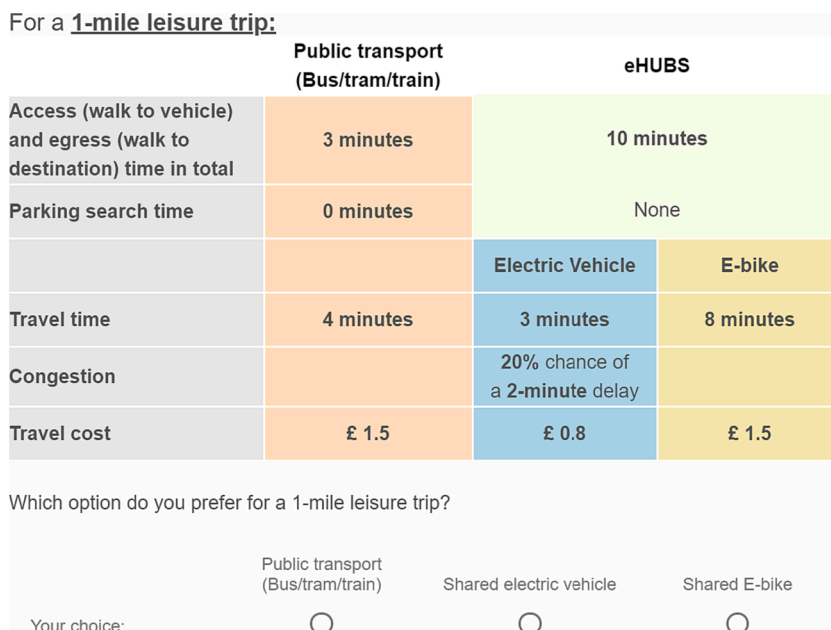 For a 1-mile leisure trip:
Public transport
(Bus/tram/train)
eHUBS
Access (walk to vehicle)
and egress (walk to
destination) time in total
3 minutes
10 minutes
Parking search time
0 minutes
None
Electric Vehicle
E-bike
Travel time
4 minutes
3 minutes
8 minutes
Congestion
20% chance of
a 2-minute delay
Travel cost
£ 1.5
£ 0.8
£ 1.5
Which option do you prefer for a 1-mile leisure trip?
Public transport
(Bus/tram/train)
Shared electric vehicle
Shared E-bike
Your choice: